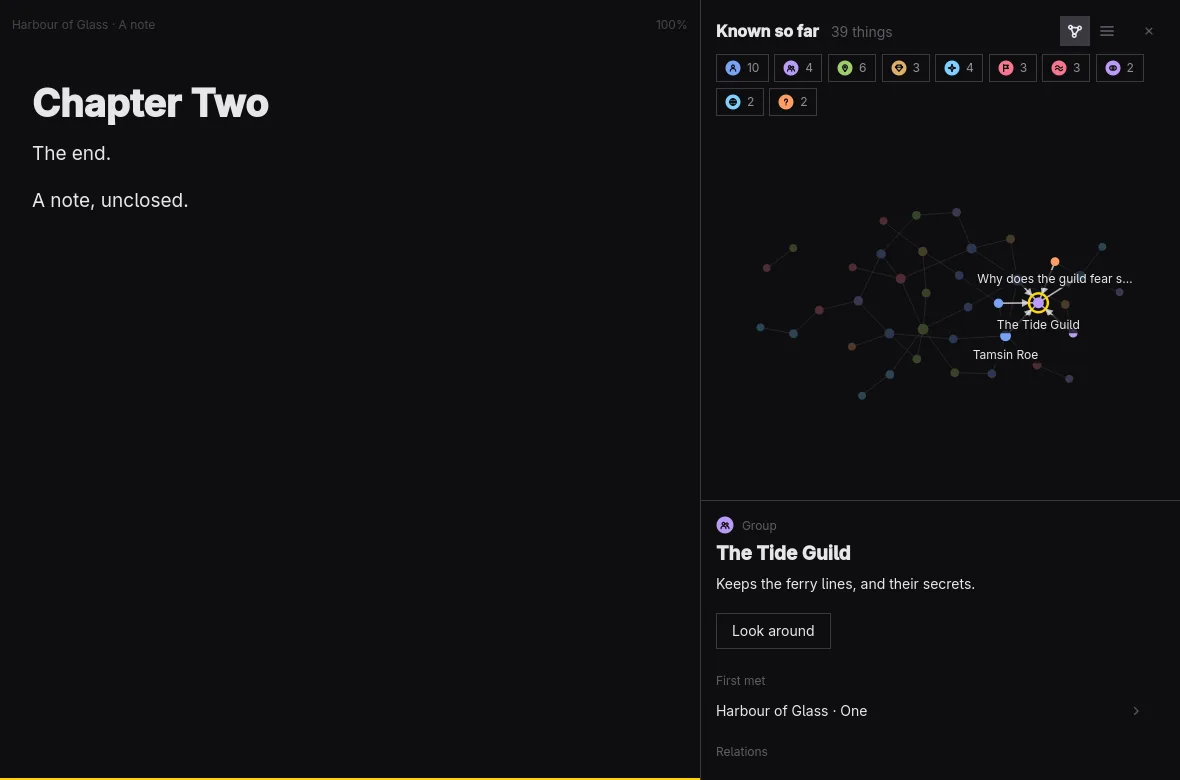 Harbour of Glass · A note
100%
Chapter Two
The end.
A note, unclosed.
Known so far 39 things
10 4 6 3 4 3 3 2
2 ? 2
Why does the guild fear s...
The Tide Guild
Tamsin Roe
Group
The Tide Guild
Keeps the ferry lines, and their secrets.
Look around
First met
Harbour of Glass · One
Relations